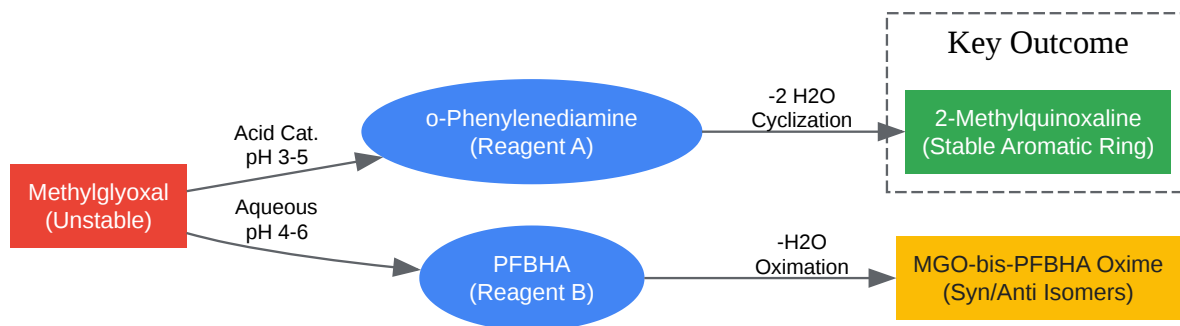 Key Outcome
Acid Cat.
pH 3-5
o-Phenylenediamine
(Reagent A)
-2 H2O
Cyclization
2-Methylquinoxaline
(Stable Aromatic Ring)
Methylglyoxal
(Unstable)
Aqueous
pH 4-6
PFBHA
(Reagent B)
-H2O
Oximation
MGO-bis-PFBHA Oxime
(Syn/Anti Isomers)